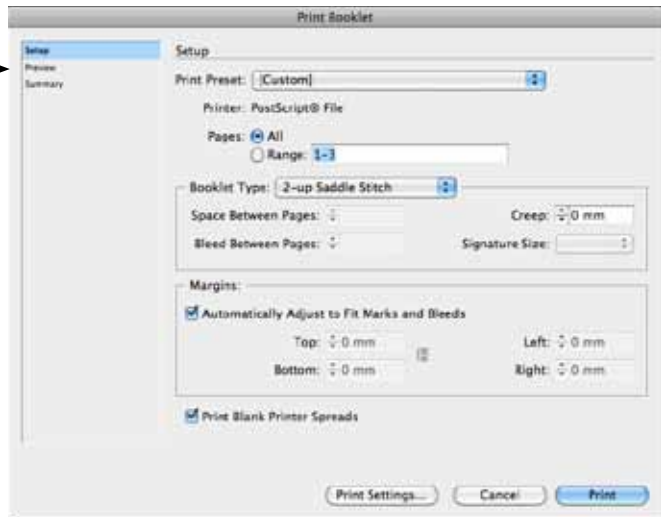 Print Booklet
Setup
Preview
Summary
Setup
Print Preset: [Custom]
Printer: PostScript® File
Pages: All
Range: 1-3
Booklet Type: 2-up Saddle Stitch
Space Between Pages:
Creep: 0 mm
Bleed Between Pages:
Signature Size:
Margins:
Automatically Adjust to Fit Marks and Bleeds
Top: 0 mm
Left: 0 mm
Bottom: 0 mm
Right: 0 mm
Print Blank Printer Spreads
Print Settings... Cancel Print